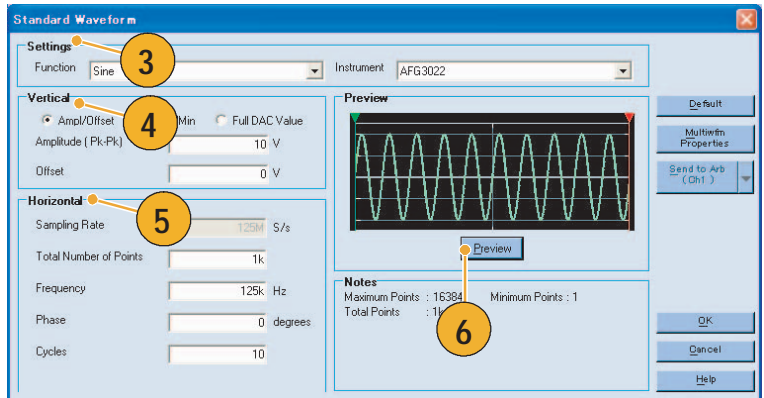 Standard Waveform
Settings
3
Function Sine
Instrument AFG3022
Vertical
4
Ampl/Offset Min Full DAC Value
Amplitude ( Pk-Pk) 10 V
Offset 0 V
Horizontal
5
Sampling Rate 125M S/s
Total Number of Points 1k
Frequency 125k Hz
Phase 0 degrees
Cycles 10
Preview
Preview
6
Notes
Maximum Points : 16384 Minimum Points : 1
Total Points : 1k
Default
Multiwfm
Properties
Send to Arb
( Ch1 )
OK
Cancel
Help